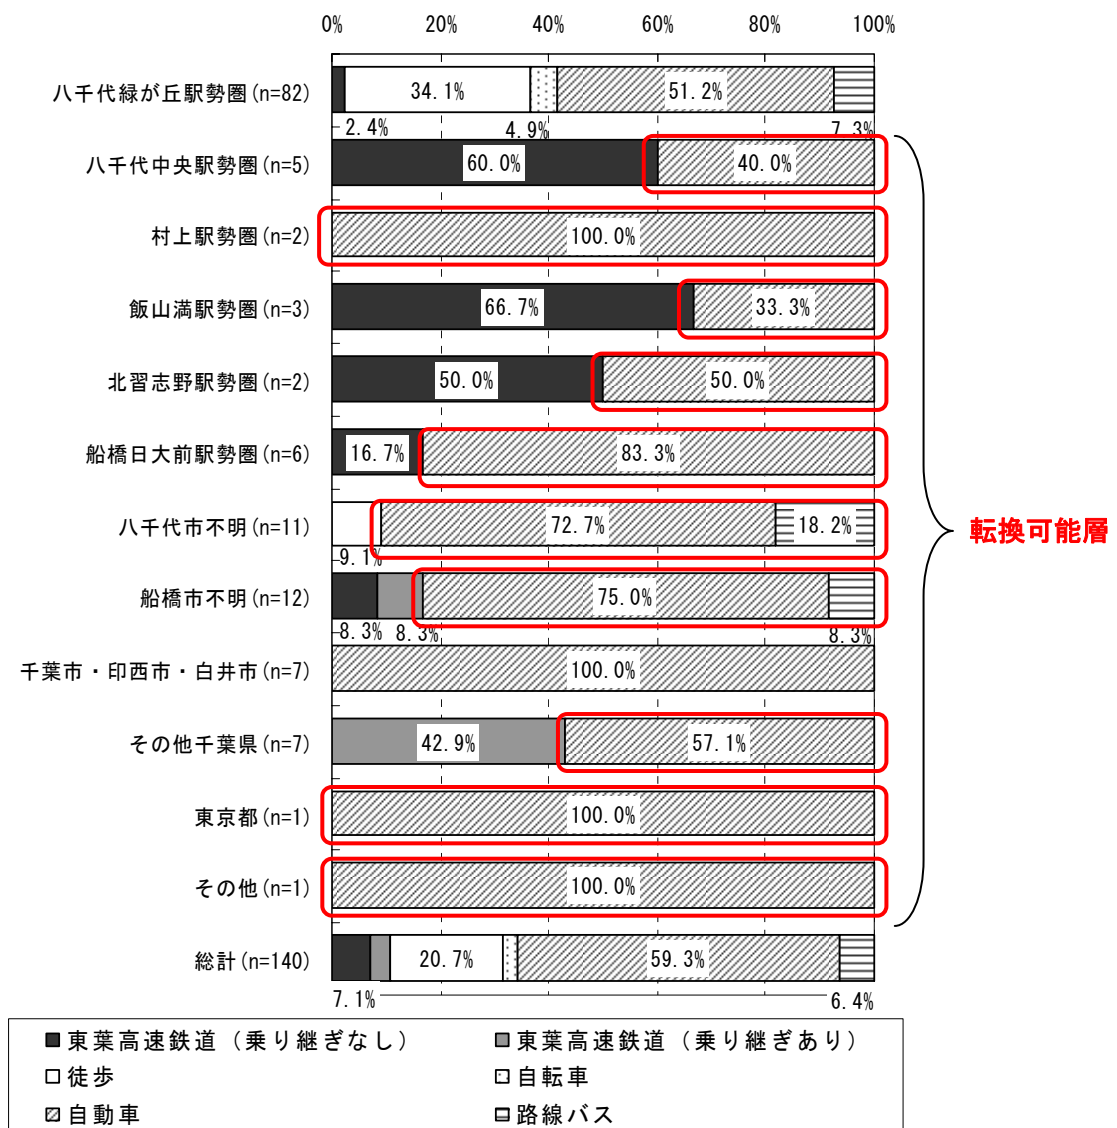 0% 20% 40% 60% 80% 100%
八千代緑が丘駅勢圏(n=82) 34.1% 51.2%
2.4% 4.9% 7.3%
八千代中央駅勢圏(n=5) 60.0% 40.0%
村上駅勢圏(n=2) 100.0%
飯山満駅勢圏(n=3) 66.7% 33.3%
北習志野駅勢圏(n=2) 50.0% 50.0%
船橋日大前駅勢圏(n=6) 16.7% 83.3%
八千代市不明(n=11) 72.7% 18.2%
転換可能層
9.1%
船橋市不明(n=12) 75.0%
8.3% 8.3% 8.3%
千葉市・印西市・白井市(n=7) 100.0%
その他千葉県(n=7) 42.9% 57.1%
東京都(n=1) 100.0%
その他(n=1) 100.0%
総計(n=140) 20.7% 59.3%
7.1% 6.4%
東葉高速鉄道（乗り継ぎなし） 東葉高速鉄道（乗り継ぎあり）
徒歩 自転車
自動車 路線バス